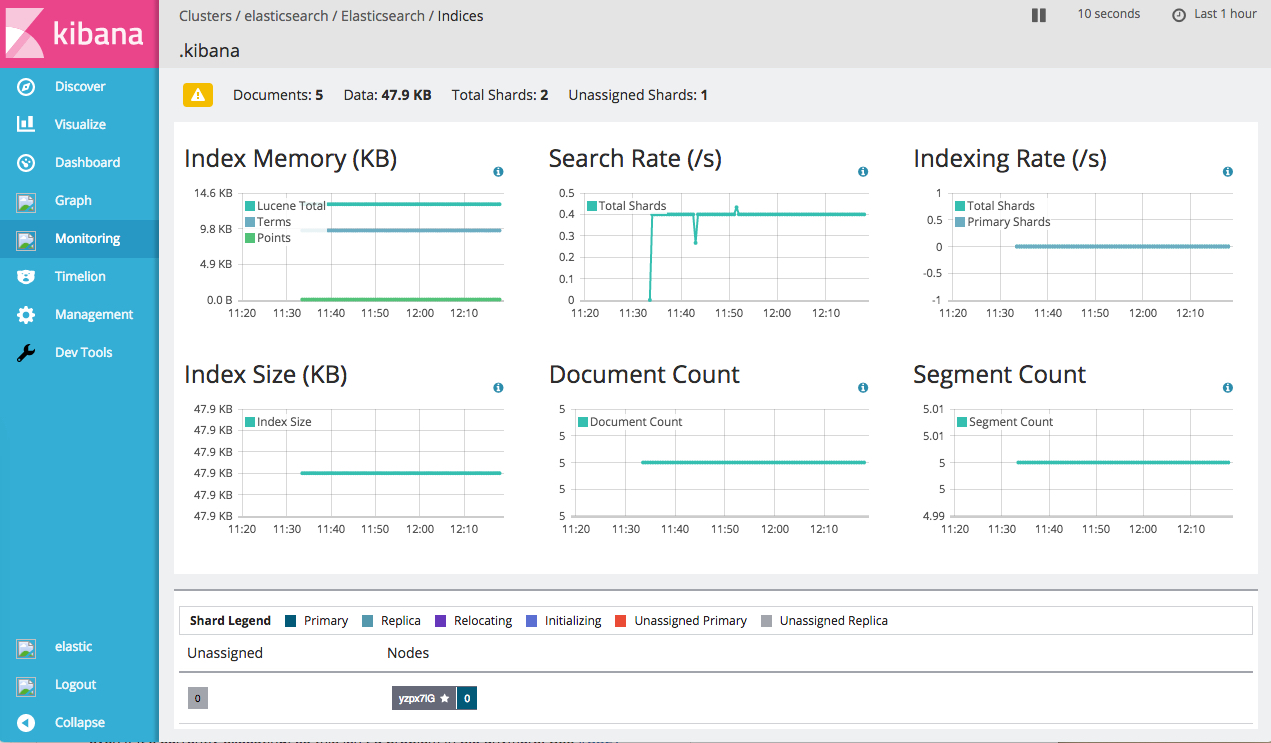 kibana
Discover
Visualize
Dashboard
Graph
Monitoring
Timelion
Management
Dev Tools
elastic
Logout
Collapse
Clusters / elasticsearch / Elasticsearch / Indices
10 seconds
Last 1 hour
.kibana
Documents: 5 Data: 47.9 KB Total Shards: 2 Unassigned Shards: 1
Index Memory (KB)
14.6 KB
9.8 KB
4.9 KB
0.0 B
Lucene Total
Terms
Points
11:20 11:30 11:40 11:50 12:00 12:10
Search Rate (/s)
0.5
0.4
0.3
0.2
0.1
0
Total Shards
11:20 11:30 11:40 11:50 12:00 12:10
Indexing Rate (/s)
1
0.5
0
-0.5
-1
Total Shards
Primary Shards
11:20 11:30 11:40 11:50 12:00 12:10
Index Size (KB)
47.9 KB
47.9 KB
47.9 KB
47.9 KB
47.9 KB
47.9 KB
Index Size
11:20 11:30 11:40 11:50 12:00 12:10
Document Count
5
5
5
5
5
Document Count
11:20 11:30 11:40 11:50 12:00 12:10
Segment Count
5.01
5.01
5
5
4.99
Segment Count
11:20 11:30 11:40 11:50 12:00 12:10
Shard Legend Primary Replica Relocating Initializing Unassigned Primary Unassigned Replica
Unassigned Nodes
0 yzpx7IG ★ 0